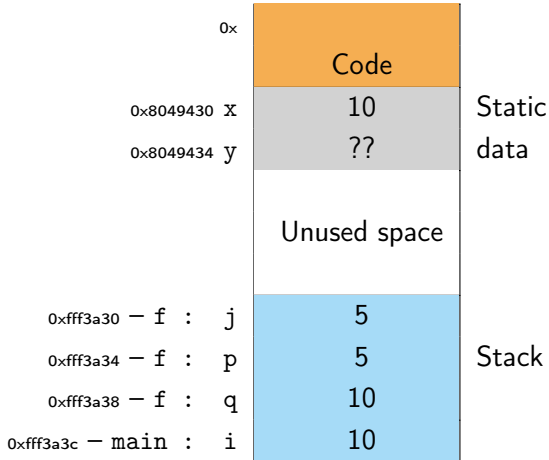 0x
Code
0x8049430 x 10 Static
0x8049434 y ?? data
Unused space
0xfff3a30 – f : j 5
0xfff3a34 – f : p 5 Stack
0xfff3a38 – f : q 10
0xfff3a3c – main : i 10